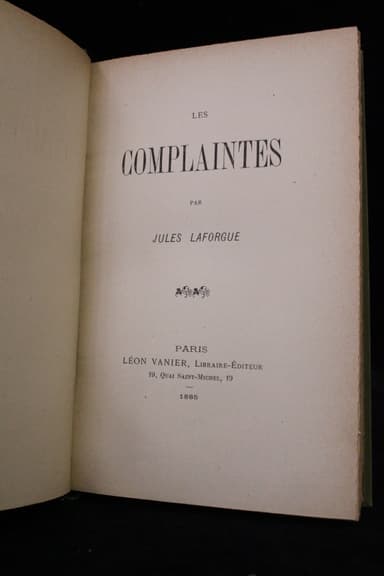 LES
COMPLAINTES
PAR
JULES LAFORGUE
PARIS
LÉON VANIER, LIBRAIRE-ÉDITEUR
19, QUAI SAINT-MICHEL, 19
1885